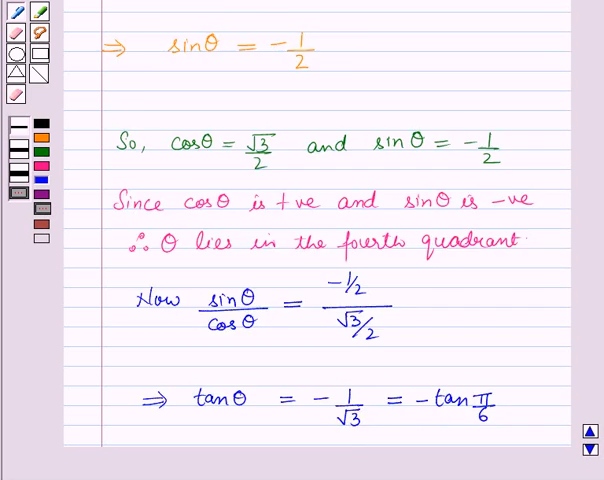 ⇒ sinθ = -1/2
So, cosθ = √3/2 and sinθ = -1/2
Since cosθ is +ve and sinθ is -ve
∴ θ lies in the fourth quadrant.
Now sinθ/cosθ = (-1/2)/(√3/2)
⇒ tanθ = -1/√3 = -tan π/6